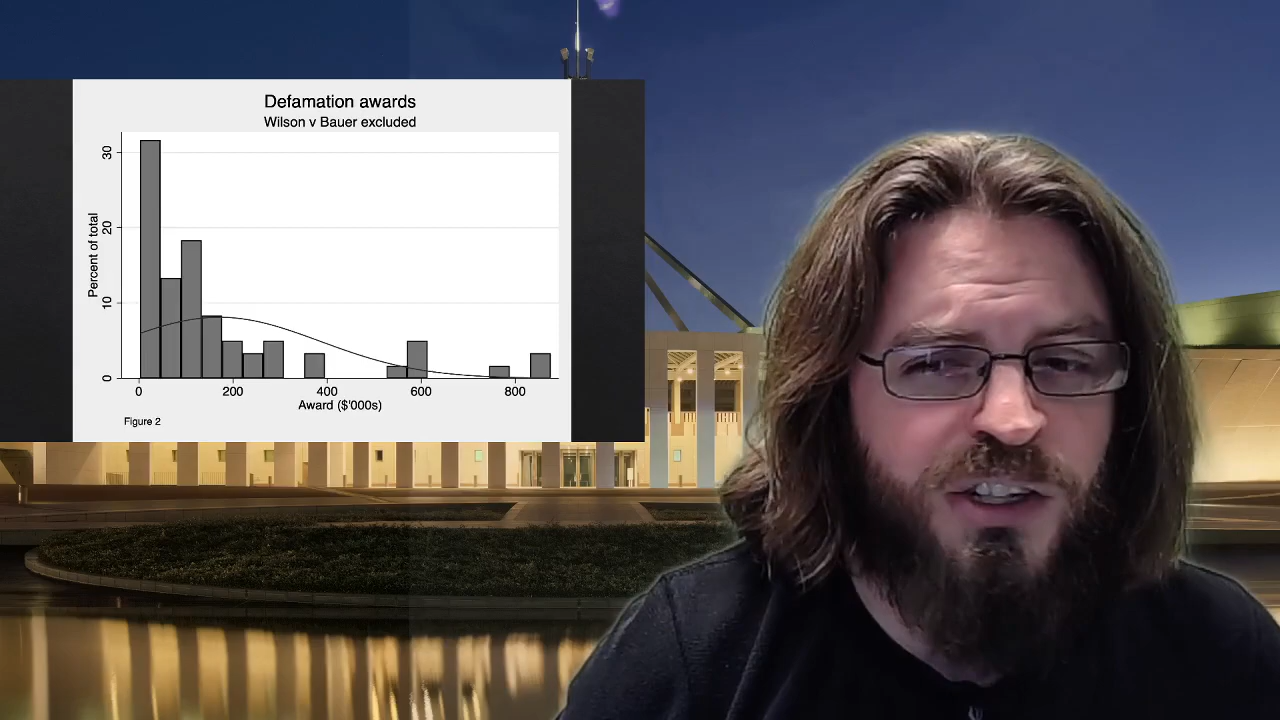 Defamation awards
Wilson v Bauer excluded
Percent of total
30
20
10
0
0 200 400 600 800
Award ($'000s)
Figure 2